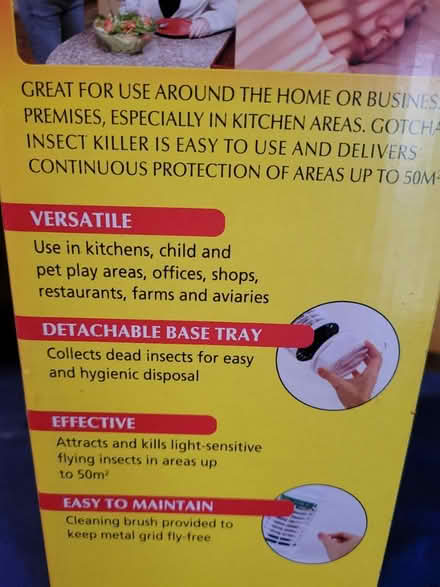 GREAT FOR USE AROUND THE HOME OR BUSINES
PREMISES, ESPECIALLY IN KITCHEN AREAS. GOTCHA
INSECT KILLER IS EASY TO USE AND DELIVERS
CONTINUOUS PROTECTION OF AREAS UP TO 50M²
VERSATILE
Use in kitchens, child and
pet play areas, offices, shops,
restaurants, farms and aviaries
DETACHABLE BASE TRAY
Collects dead insects for easy
and hygienic disposal
EFFECTIVE
Attracts and kills light-sensitive
flying insects in areas up
to 50m²
EASY TO MAINTAIN
Cleaning brush provided to
keep metal grid fly-free